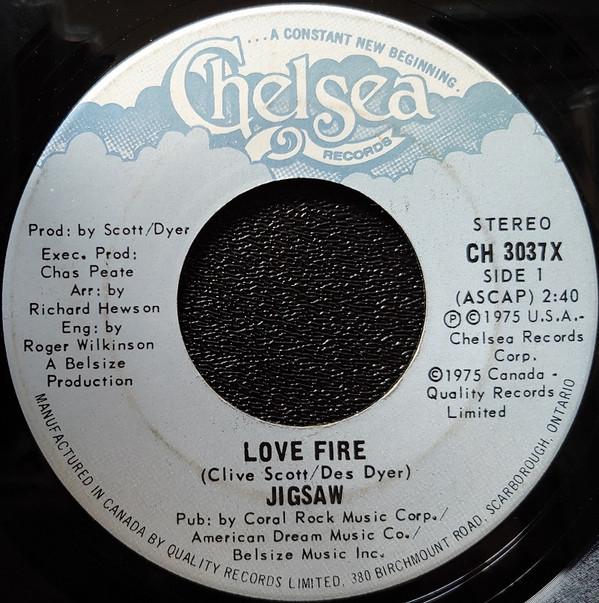 ...A CONSTANT NEW BEGINNING.
Chelsea
RECORDS
Prod: by Scott/Dyer
Exec. Prod:
Chas Peate
Arr: by
Richard Hewson
Eng: by
Roger Wilkinson
A Belsize
Production
STEREO
CH 3037X
SIDE 1
(ASCAP) 2:40
Ⓟ©1975 U.S.A.-
Chelsea Records
Corp.
©1975 Canada -
Quality Records
Limited
LOVE FIRE
(Clive Scott/Des Dyer)
JIGSAW
Pub: by Coral Rock Music Corp./
American Dream Music Co./
Belsize Music Inc.
MANUFACTURED IN CANADA BY QUALITY RECORDS LIMITED, 380 BIRCHMOUNT ROAD, SCARBOROUGH, ONTARIO